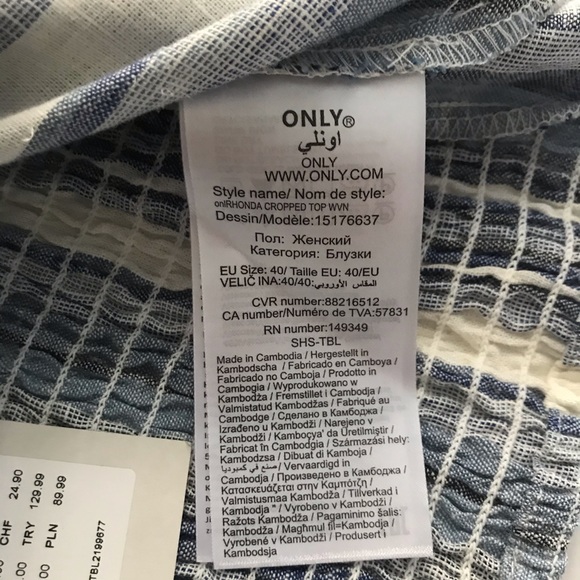 ONLY®
اونلي
ONLY
WWW.ONLY.COM
Style name/ Nom de style:
onlRHONDA CROPPED TOP WVN
Dessin/Modèle:15176637
Пол: Женский
Категория: Блузки
EU Size: 40/ Taille EU: 40/EU
VELIČ INA:40/40:المقاس الأوروبي
CVR number:88216512
CA number/Numéro de TVA:57831
RN number:149349
SHS-TBL
Made in Cambodia / Hergestellt in
Kambodscha / Fabricado en Camboya /
Fabricado no Camboja / Prodotto in
Cambogia / Wyprodukowano w
Kambodża / Fremstillet i Cambodja /
Valmistatud Kambodžas / Fabriqué au
Cambodge / Сделано в Камбоджа /
Izrađeno u Kambodži / Narejeno v
Kambodži / Kamboçya' da Üretilmiştir /
Fabricat în Cambodgia / Származási hely:
Kambodzsa / Dibuat di Kamboja /
صنع في كمبوديا / Vervaardigd in
Cambodja / Произведено в Камбоджа /
Κατασκευάζεται στην Καμπότζη /
Valmistusmaa Kambodža / Tillverkad i
Kambodja " / Vyrobeno v Kambodži /
Ražots Kambodžā / Pagaminimo šalis:
Kambodža / Maghmul fil=Kambodja /
Vyrobené v Kambodži / Produsert i
Kambodsja
CHF 24.90
TRY 129.99
PLN 89.99
TBL2199677